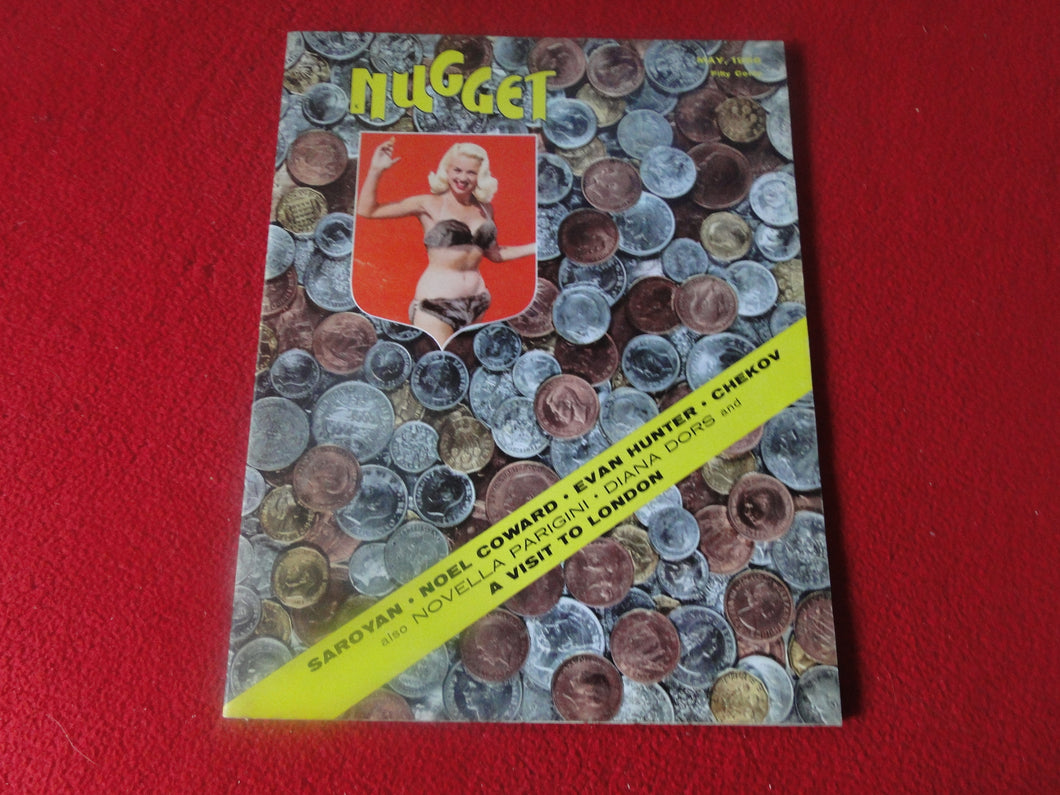 NUGGET
MAY,
Fifty Cents
SAROYAN • NOEL COWARD • EVAN HUNTER • CHEKOV
also NOVELLA PARIGINI • DIANA DORS and
A VISIT TO LONDON